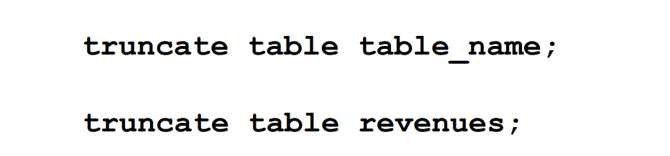 truncate table table_name;
truncate table revenues;